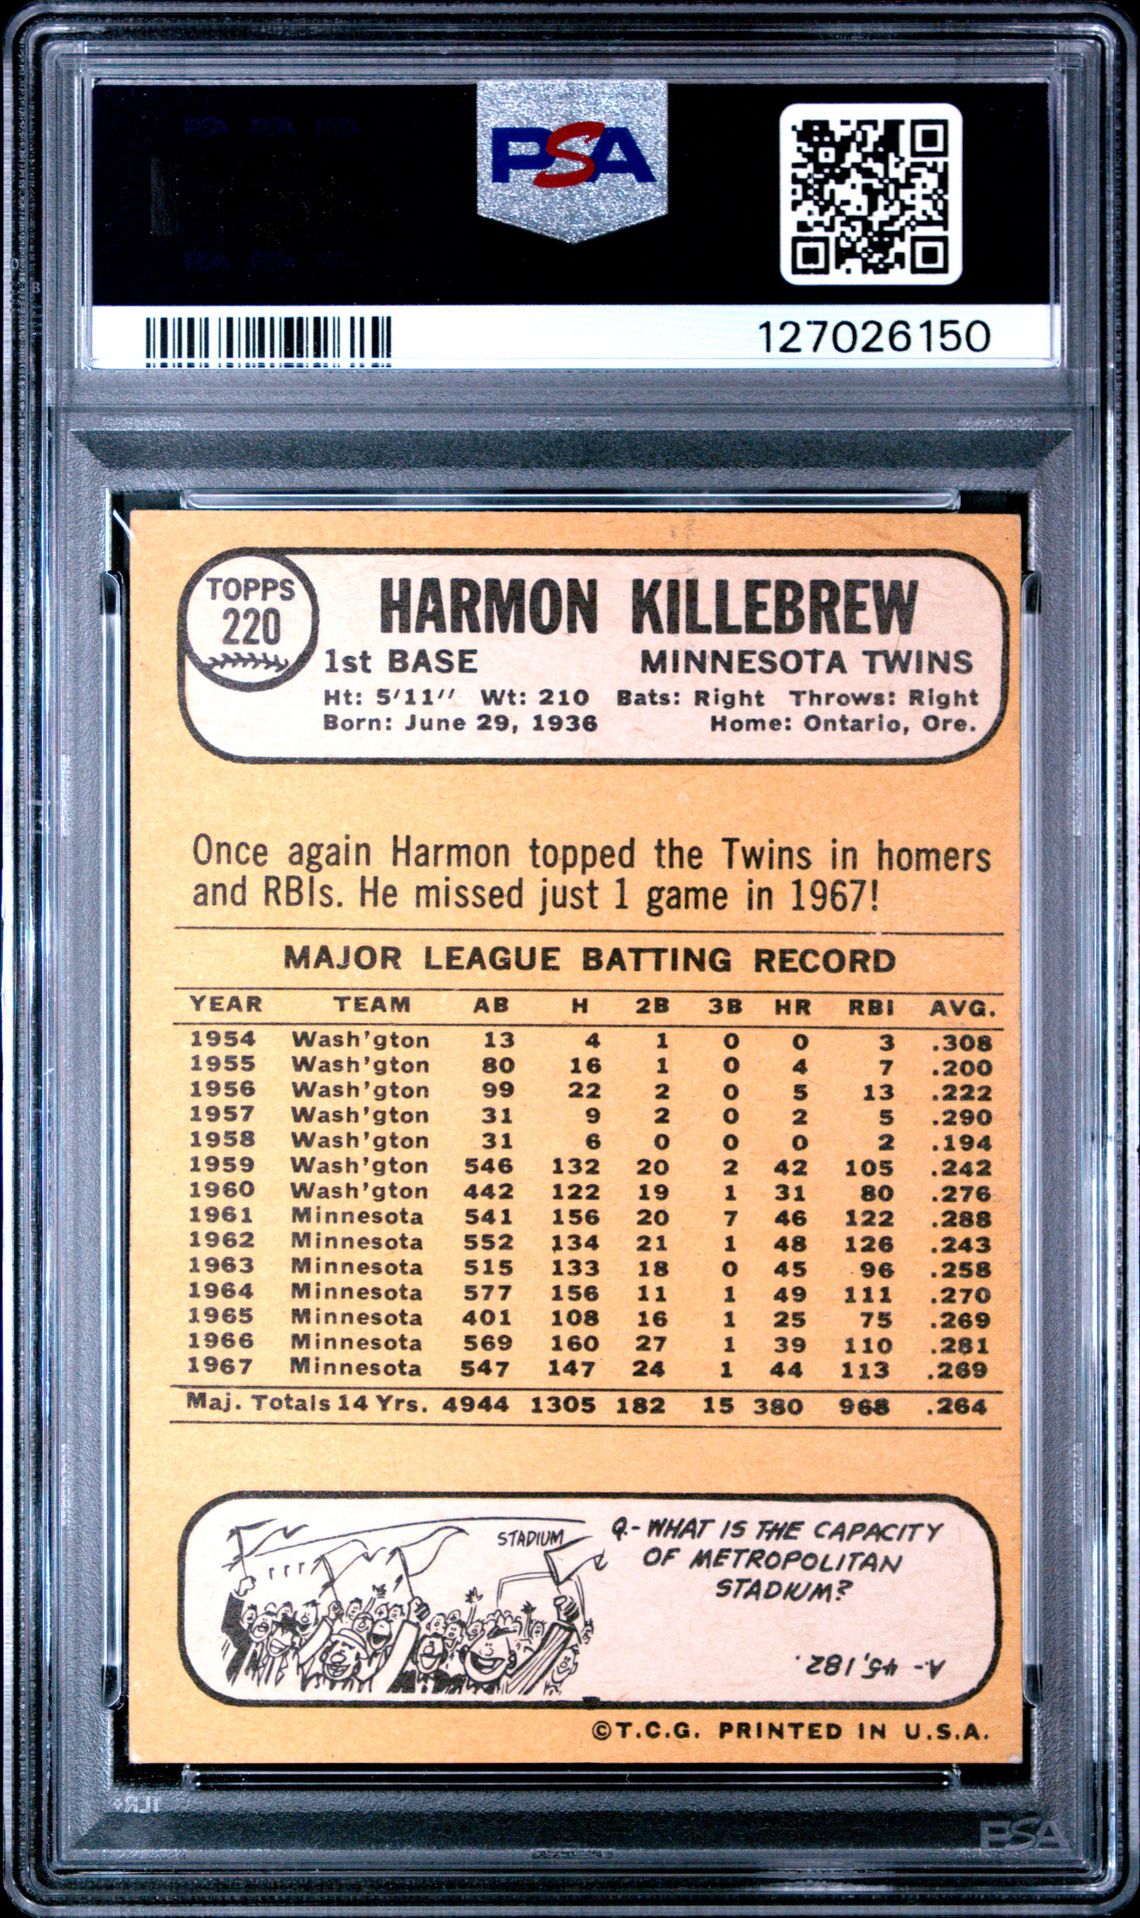 PSA
127026150
TOPPS
220
HARMON KILLEBREW
1st BASE MINNESOTA TWINS
Ht: 5'11'' Wt: 210 Bats: Right Throws: Right
Born: June 29, 1936 Home: Ontario, Ore.
Once again Harmon topped the Twins in homers
and RBIs. He missed just 1 game in 1967!
MAJOR LEAGUE BATTING RECORD
YEAR TEAM AB H 2B 3B HR RBI AVG.
1954 Wash'gton 13 4 1 0 0 3 .308
1955 Wash'gton 80 16 1 0 4 7 .200
1956 Wash'gton 99 22 2 0 5 13 .222
1957 Wash'gton 31 9 2 0 2 5 .290
1958 Wash'gton 31 6 0 0 0 2 .194
1959 Wash'gton 546 132 20 2 42 105 .242
1960 Wash'gton 442 122 19 1 31 80 .276
1961 Minnesota 541 156 20 7 46 122 .288
1962 Minnesota 552 134 21 1 48 126 .243
1963 Minnesota 515 133 18 0 45 96 .258
1964 Minnesota 577 156 11 1 49 111 .270
1965 Minnesota 401 108 16 1 25 75 .269
1966 Minnesota 569 160 27 1 39 110 .281
1967 Minnesota 547 147 24 1 44 113 .269
Maj. Totals 14 Yrs. 4944 1305 182 15 380 968 .264
STADIUM
Q.- WHAT IS THE CAPACITY
OF METROPOLITAN
STADIUM?
A.- 45,182.
©T.C.G. PRINTED IN U.S.A.
PSA